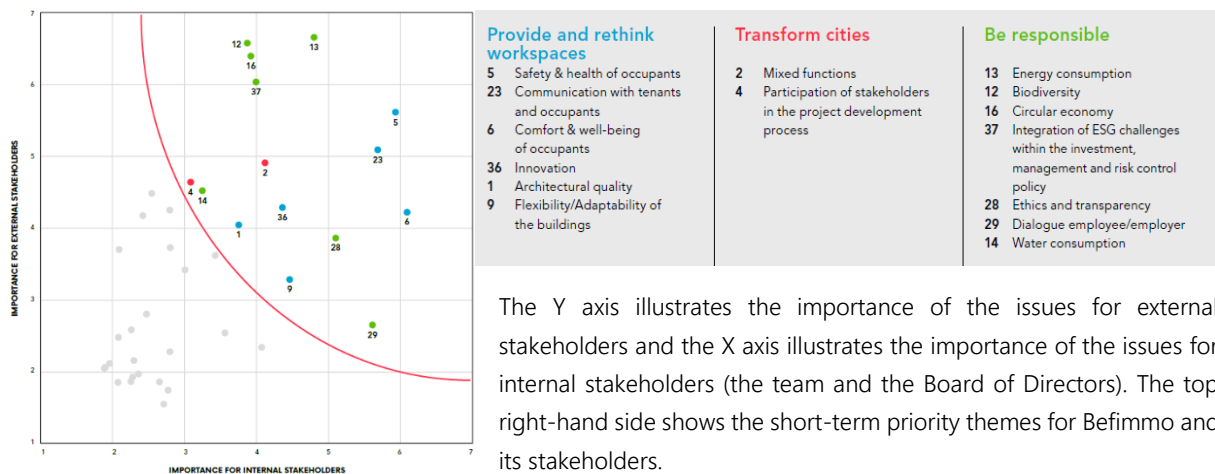 7
6
5
4
3
2
1
1
2
3
4
5
6
7
IMPORTANCE FOR EXTERNAL STAKEHOLDERS
IMPORTANCE FOR INTERNAL STAKEHOLDERS
12
16
13
37
5
23
2
4
14
6
36
1
28
9
29
Provide and rethink
workspaces
5 Safety & health of occupants
23 Communication with tenants
and occupants
6 Comfort & well-being
of occupants
36 Innovation
1 Architectural quality
9 Flexibility/Adaptability of
the buildings
Transform cities
2 Mixed functions
4 Participation of stakeholders
in the project development
process
Be responsible
13 Energy consumption
12 Biodiversity
16 Circular economy
37 Integration of ESG challenges
within the investment,
management and risk control
policy
28 Ethics and transparency
29 Dialogue employee/employer
14 Water consumption
The Y axis illustrates the importance of the issues for external
stakeholders and the X axis illustrates the importance of the issues for
internal stakeholders (the team and the Board of Directors). The top
right-hand side shows the short-term priority themes for Befimmo and
its stakeholders.